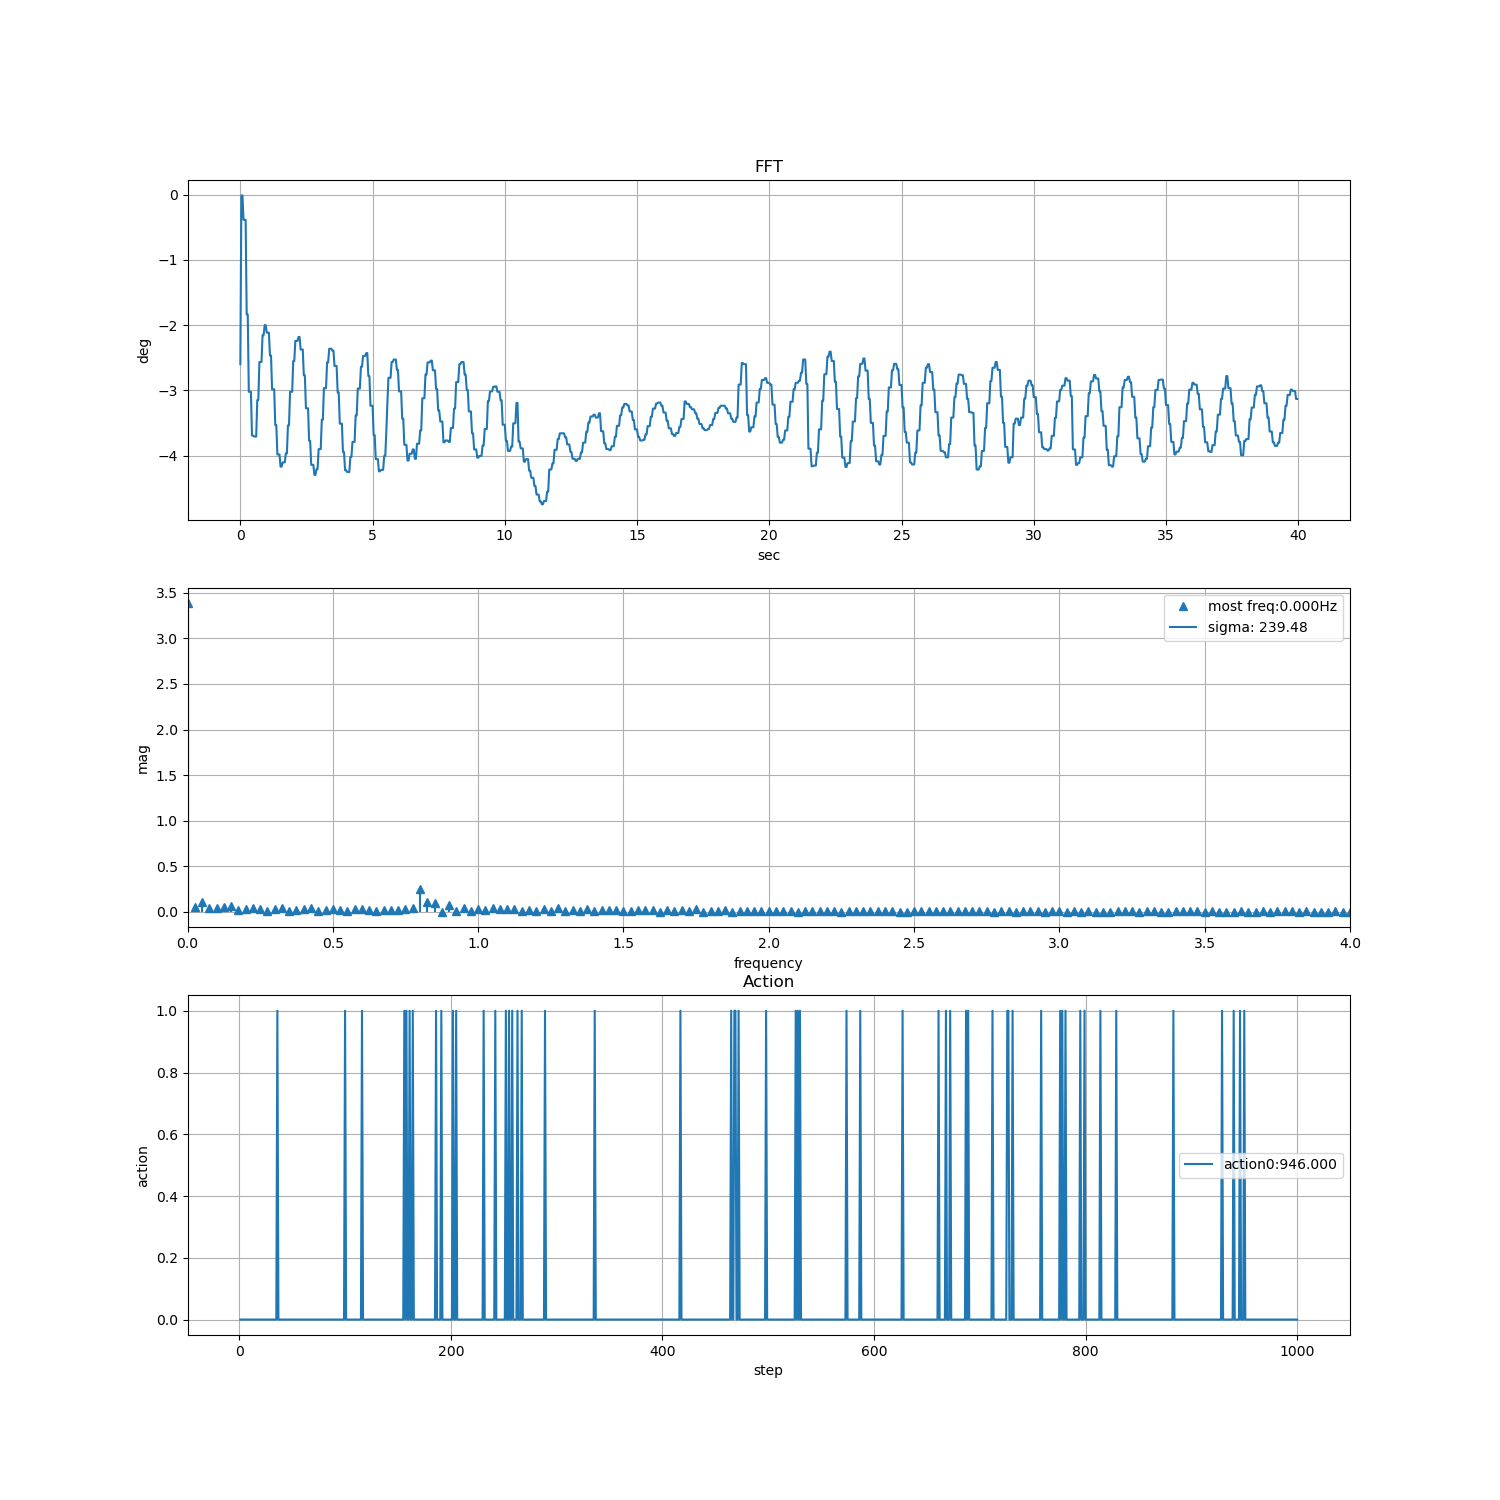 FFT
0
−1
−2
−3
−4
deg
0 5 10 15 20 25 30 35 40
sec
3.5
3.0
2.5
2.0
1.5
1.0
0.5
0.0
mag
most freq:0.000Hz
sigma: 239.48
0.0 0.5 1.0 1.5 2.0 2.5 3.0 3.5 4.0
frequency
Action
1.0
0.8
0.6
0.4
0.2
0.0
action
action0:946.000
0 200 400 600 800 1000
step